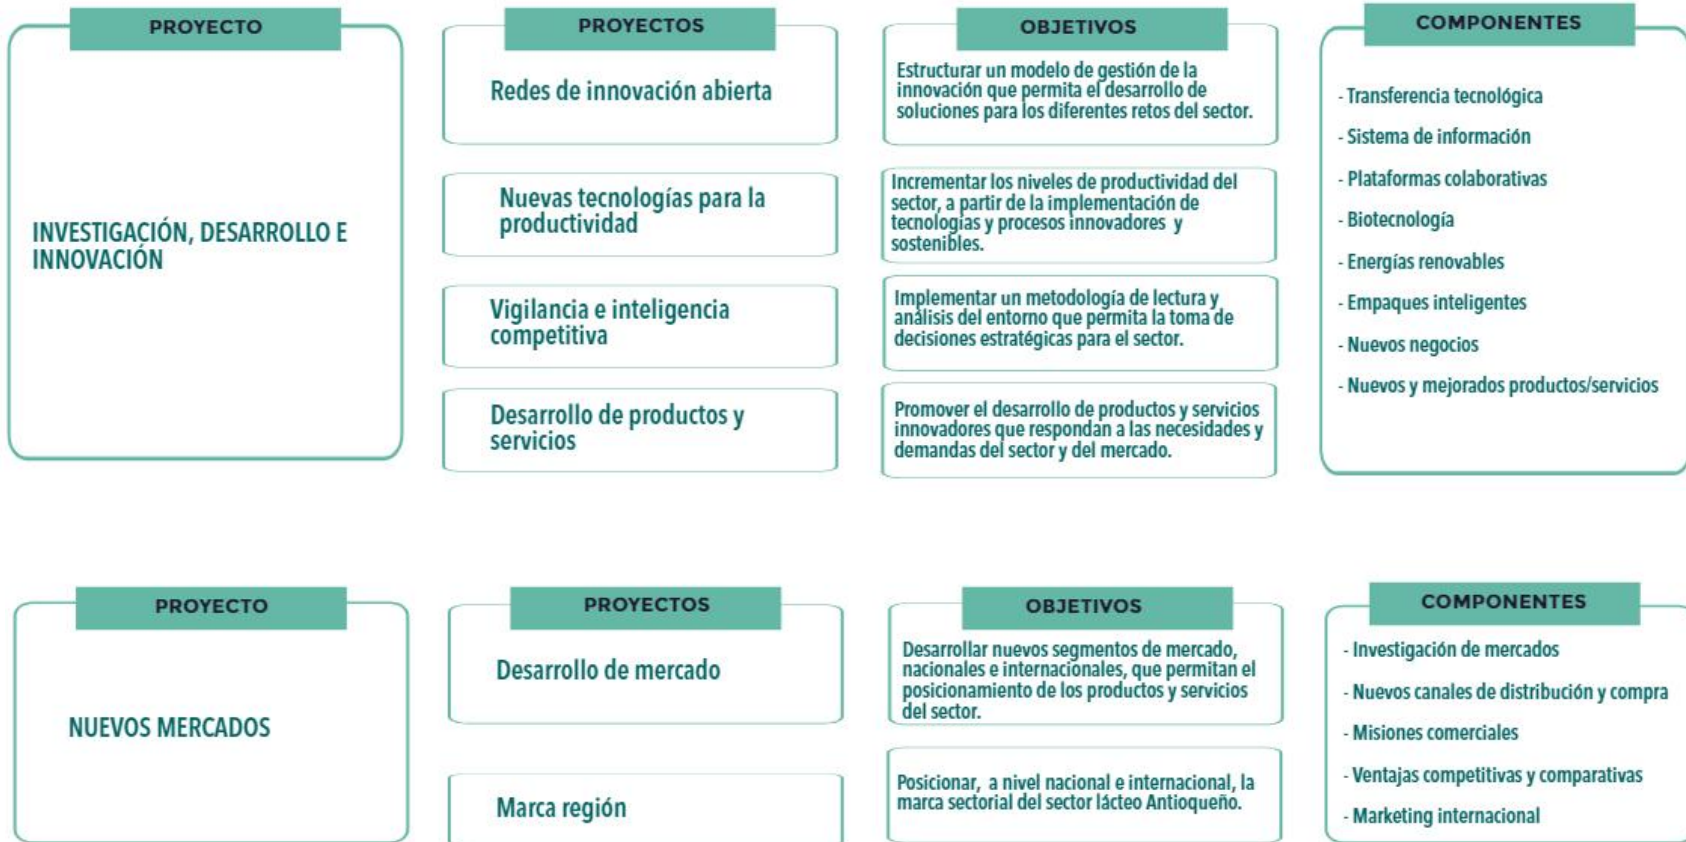 PROYECTO
INVESTIGACIÓN, DESARROLLO E
INNOVACIÓN
PROYECTOS
Redes de innovación abierta
Nuevas tecnologías para la
productividad
Vigilancia e inteligencia
competitiva
Desarrollo de productos y
servicios
OBJETIVOS
Estructurar un modelo de gestión de la
innovación que permita el desarrollo de
soluciones para los diferentes retos del sector.
Incrementar los niveles de productividad del
sector, a partir de la implementación de
tecnologías y procesos innovadores y
sostenibles.
Implementar un metodología de lectura y
análisis del entorno que permita la toma de
decisiones estratégicas para el sector.
Promover el desarrollo de productos y servicios
innovadores que respondan a las necesidades y
demandas del sector y del mercado.
COMPONENTES
- Transferencia tecnológica
- Sistema de información
- Plataformas colaborativas
- Biotecnología
- Energías renovables
- Empaques inteligentes
- Nuevos negocios
- Nuevos y mejorados productos/servicios
PROYECTO
NUEVOS MERCADOS
PROYECTOS
Desarrollo de mercado
Marca región
OBJETIVOS
Desarrollar nuevos segmentos de mercado,
nacionales e internacionales, que permitan el
posicionamiento de los productos y servicios
del sector.
Posicionar, a nivel nacional e internacional, la
marca sectorial del sector lácteo Antioqueño.
COMPONENTES
- Investigación de mercados
- Nuevos canales de distribución y compra
- Misiones comerciales
- Ventajas competitivas y comparativas
- Marketing internacional